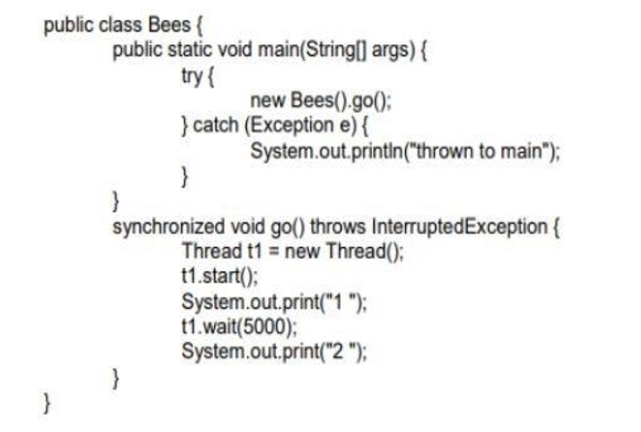 public class Bees {
public static void main(String[] args) {
try {
new Bees().go();
} catch (Exception e) {
System.out.println("thrown to main");
}
}
synchronized void go() throws InterruptedException {
Thread t1 = new Thread();
t1.start();
System.out.print("1 ");
t1.wait(5000);
System.out.print("2 ");
}
}